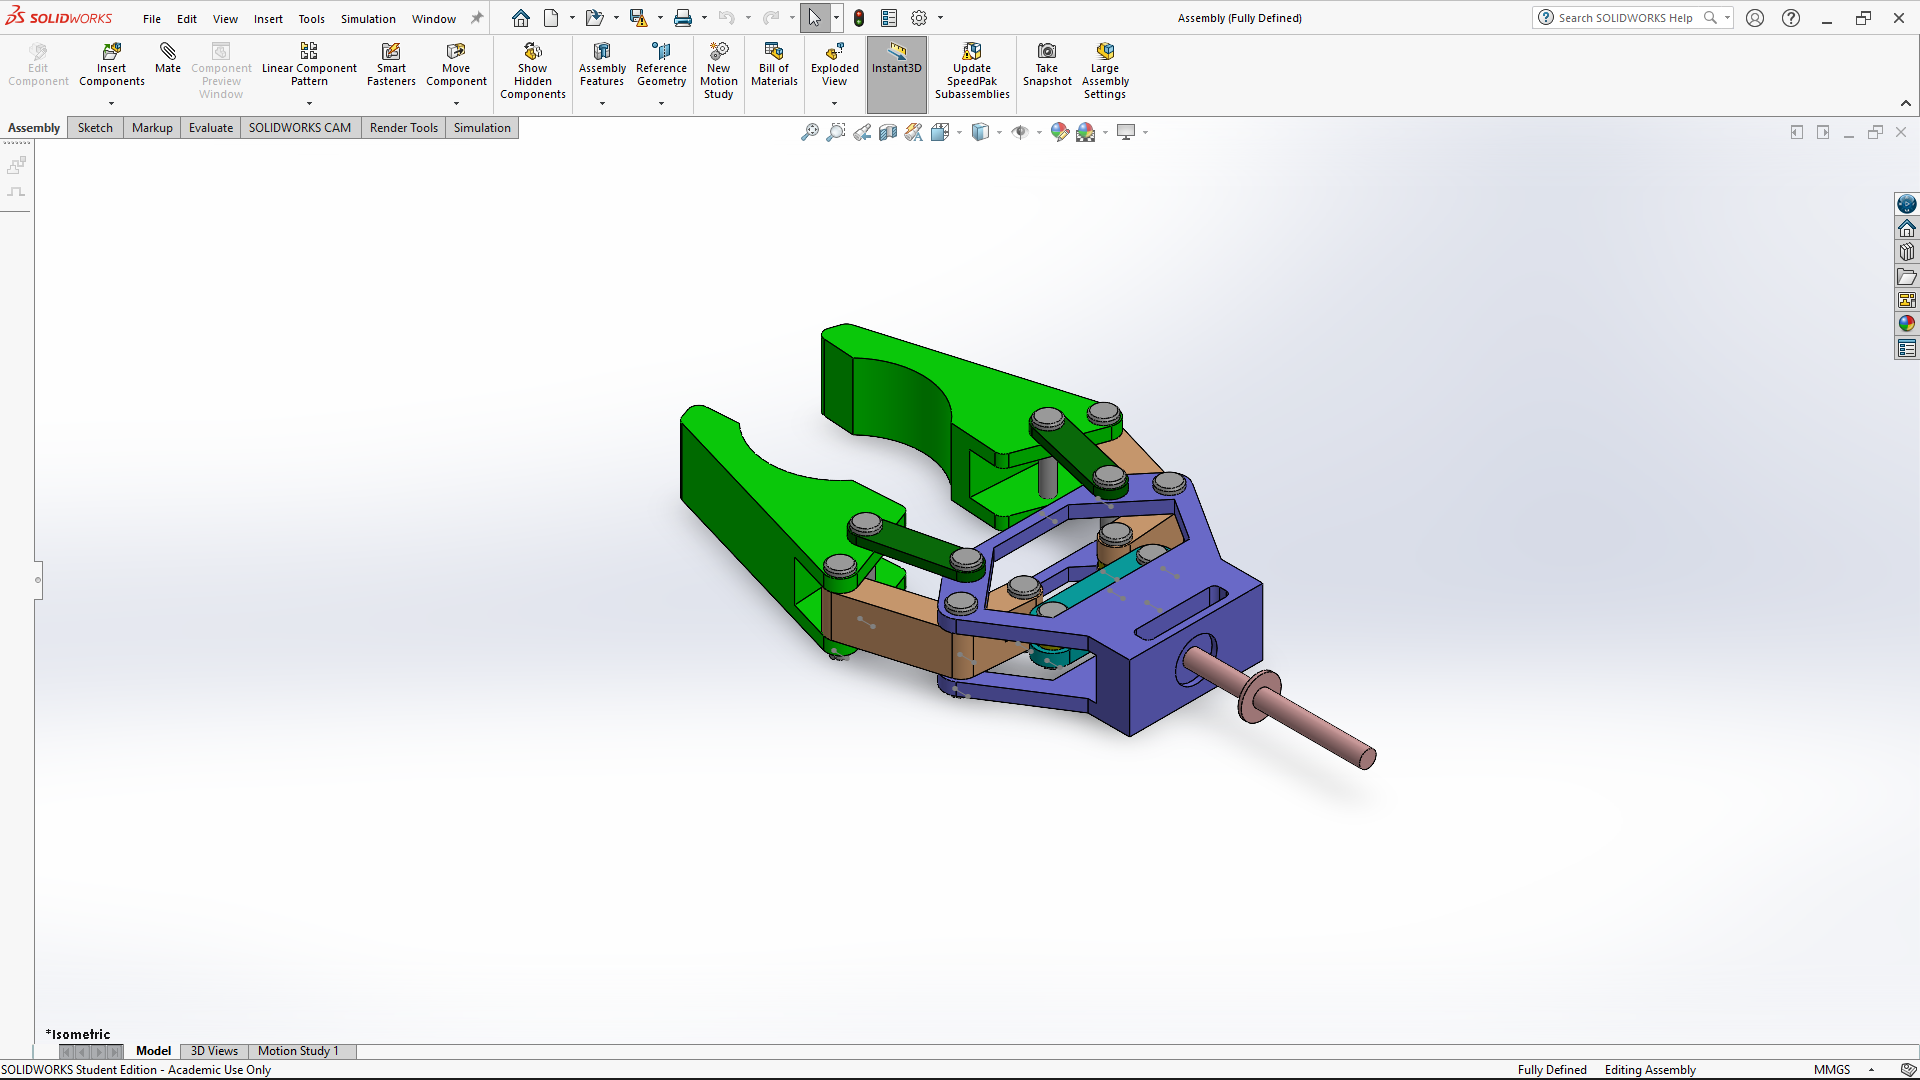 SOLIDWORKS File Edit View Insert Tools Simulation Window Assembly (Fully Defined) Search SOLIDWORKS Help
Edit Component
Insert Components
Mate
Component Preview Window
Linear Component Pattern
Smart Fasteners
Move Component
Show Hidden Components
Assembly Features
Reference Geometry
New Motion Study
Bill of Materials
Exploded View
Instant3D
Update SpeedPak Subassemblies
Take Snapshot
Large Assembly Settings
Assembly Sketch Markup Evaluate SOLIDWORKS CAM Render Tools Simulation
*Isometric
Model 3D Views Motion Study 1
SOLIDWORKS Student Edition - Academic Use Only Fully Defined Editing Assembly MMGS